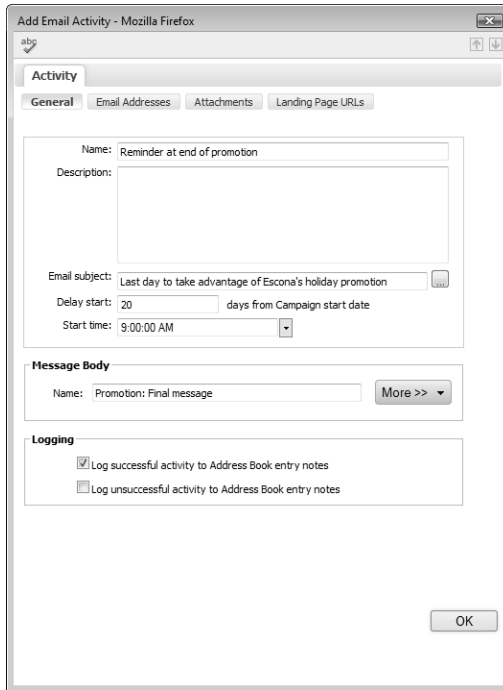 Add Email Activity - Mozilla Firefox
abc
Activity
General Email Addresses Attachments Landing Page URLs
Name: Reminder at end of promotion
Description:
Email subject: Last day to take advantage of Escona's holiday promotion ...
Delay start: 20 days from Campaign start date
Start time: 9:00:00 AM
Message Body
Name: Promotion: Final message More >>
Logging
Log successful activity to Address Book entry notes
Log unsuccessful activity to Address Book entry notes
OK